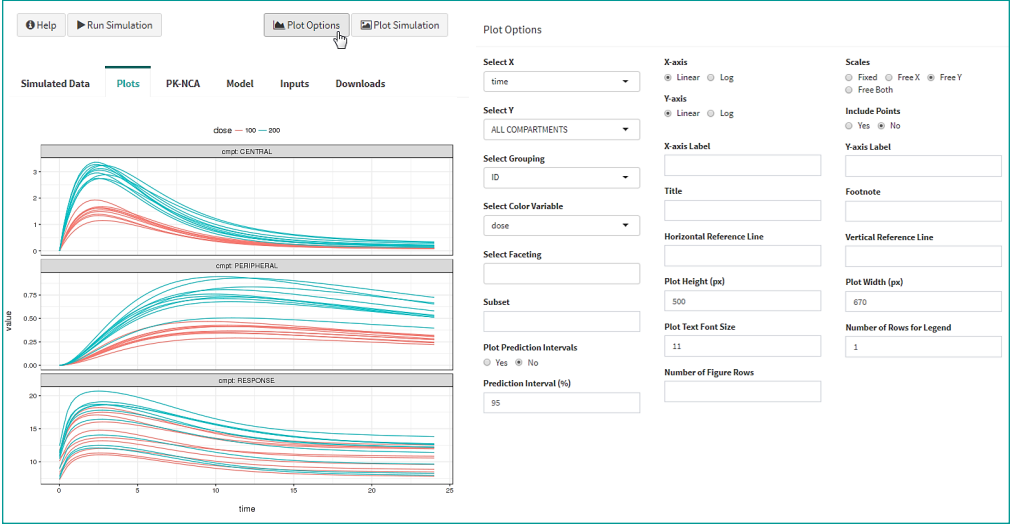 Help
Run Simulation
Plot Options
Plot Simulation
Simulated Data
Plots
PK-NCA
Model
Inputs
Downloads
dose 100 200
cmpt: CENTRAL
3
2
1
0
cmpt: PERIPHERAL
0.75
0.50
0.25
0.00
value
cmpt: RESPONSE
20
15
10
0 5 10 15 20 25
time
Plot Options
Select X
time
Select Y
ALL COMPARTMENTS
Select Grouping
ID
Select Color Variable
dose
Select Faceting
Subset
Plot Prediction Intervals
Yes No
Prediction Interval (%)
95
X-axis
Linear Log
Y-axis
Linear Log
X-axis Label
Title
Horizontal Reference Line
Plot Height (px)
500
Plot Text Font Size
11
Number of Figure Rows
Scales
Fixed Free X Free Y
Free Both
Include Points
Yes No
Y-axis Label
Footnote
Vertical Reference Line
Plot Width (px)
670
Number of Rows for Legend
1